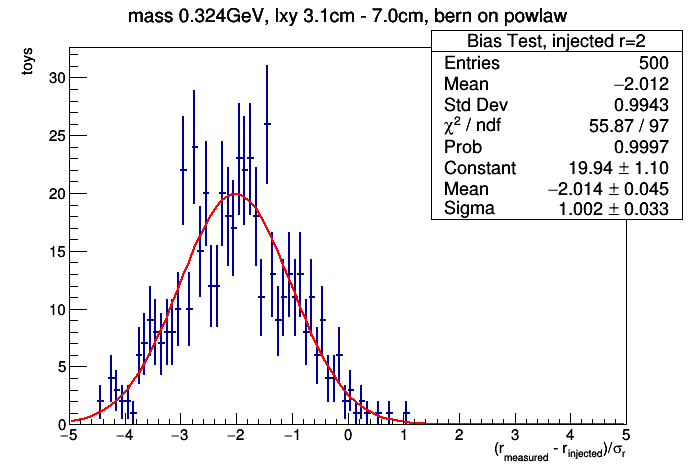 mass 0.324GeV, lxy 3.1cm - 7.0cm, bern on powlaw
Bias Test, injected r=2
Entries 500
Mean −2.012
Std Dev 0.9943
χ² / ndf 55.87 / 97
Prob 0.9997
Constant 19.94 ± 1.10
Mean −2.014 ± 0.045
Sigma 1.002 ± 0.033
toys
30
25
20
15
10
5
0
−5 −4 −3 −2 −1 0 1 2 3 4 5
(r_measured - r_injected)/σ_r